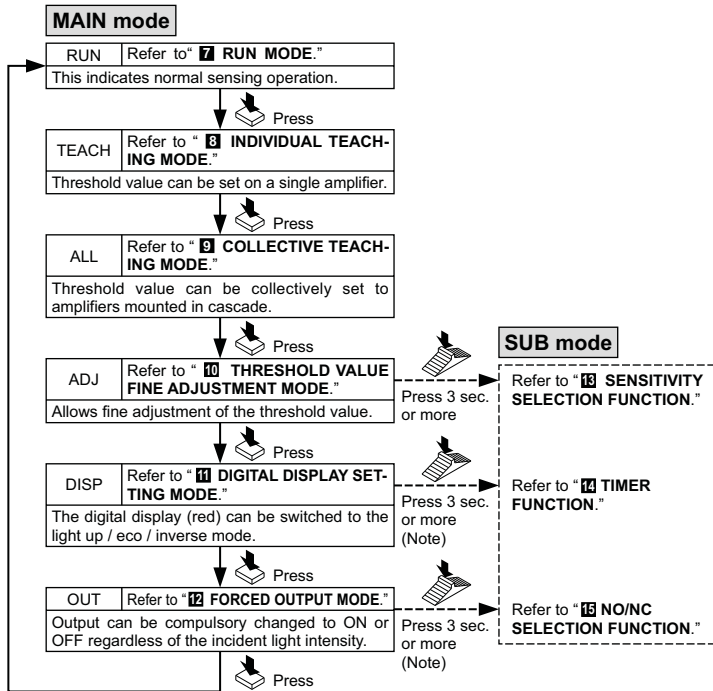 MAIN mode
RUN
Refer to“ 7 RUN MODE.”
This indicates normal sensing operation.
Press
TEACH
Refer to “ 8 INDIVIDUAL TEACH-
ING MODE.”
Threshold value can be set on a single amplifier.
Press
ALL
Refer to “ 9 COLLECTIVE TEACH-
ING MODE.”
Threshold value can be collectively set to
amplifiers mounted in cascade.
Press
SUB mode
ADJ
Refer to “ 10 THRESHOLD VALUE
FINE ADJUSTMENT MODE.”
Allows fine adjustment of the threshold value.
Press 3 sec.
or more
Refer to “13 SENSITIVITY
SELECTION FUNCTION.”
Press
DISP
Refer to “ 11 DIGITAL DISPLAY SET-
TING MODE.”
The digital display (red) can be switched to the
light up / eco / inverse mode.
Press 3 sec.
or more
(Note)
Refer to “14 TIMER
FUNCTION.”
Press
OUT
Refer to “12 FORCED OUTPUT MODE.”
Output can be compulsory changed to ON or
OFF regardless of the incident light intensity.
Press 3 sec.
or more
(Note)
Refer to “15 NO/NC
SELECTION FUNCTION.”
Press